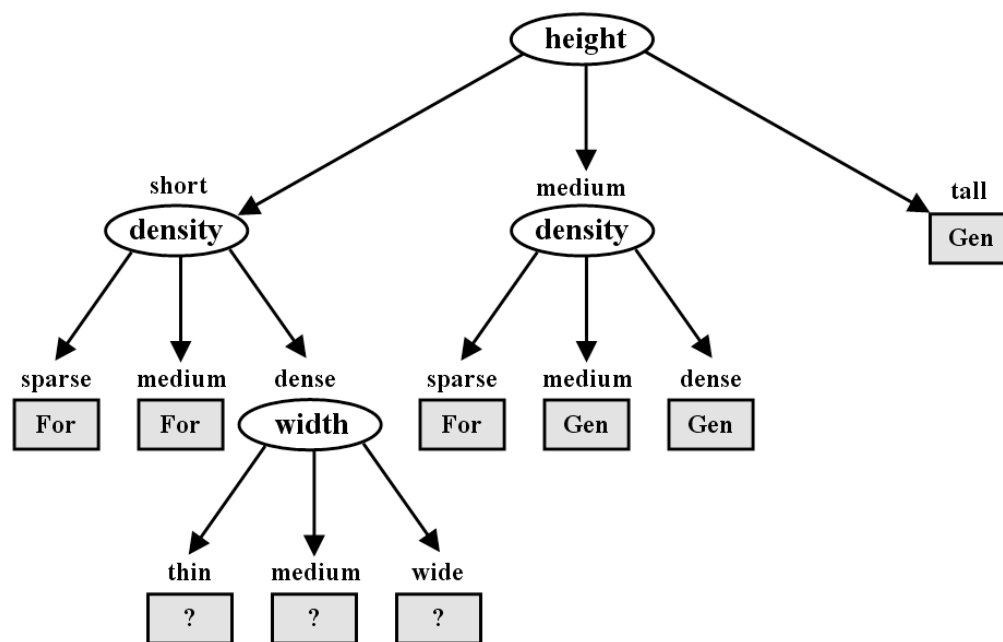 height
short
medium
tall
density
density
Gen
sparse
medium
dense
sparse
medium
dense
For
For
width
For
Gen
Gen
thin
medium
wide
?
?
?